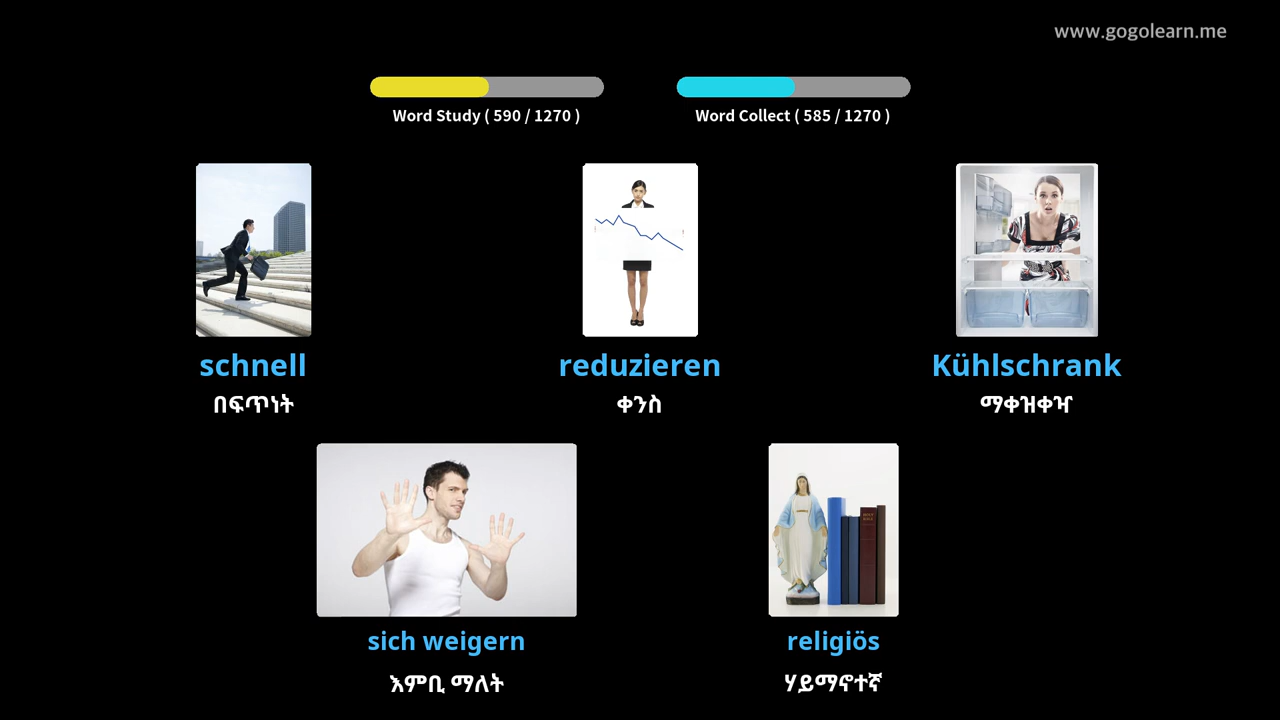 www.gogolearn.me
Word Study ( 590 / 1270 )
Word Collect ( 585 / 1270 )
schnell
reduzieren
Kühlschrank
በፍጥነት
ቀንስ
ማቀዝቀዣ
sich weigern
religiös
እምቢ ማለት
ሃይማኖተኛ